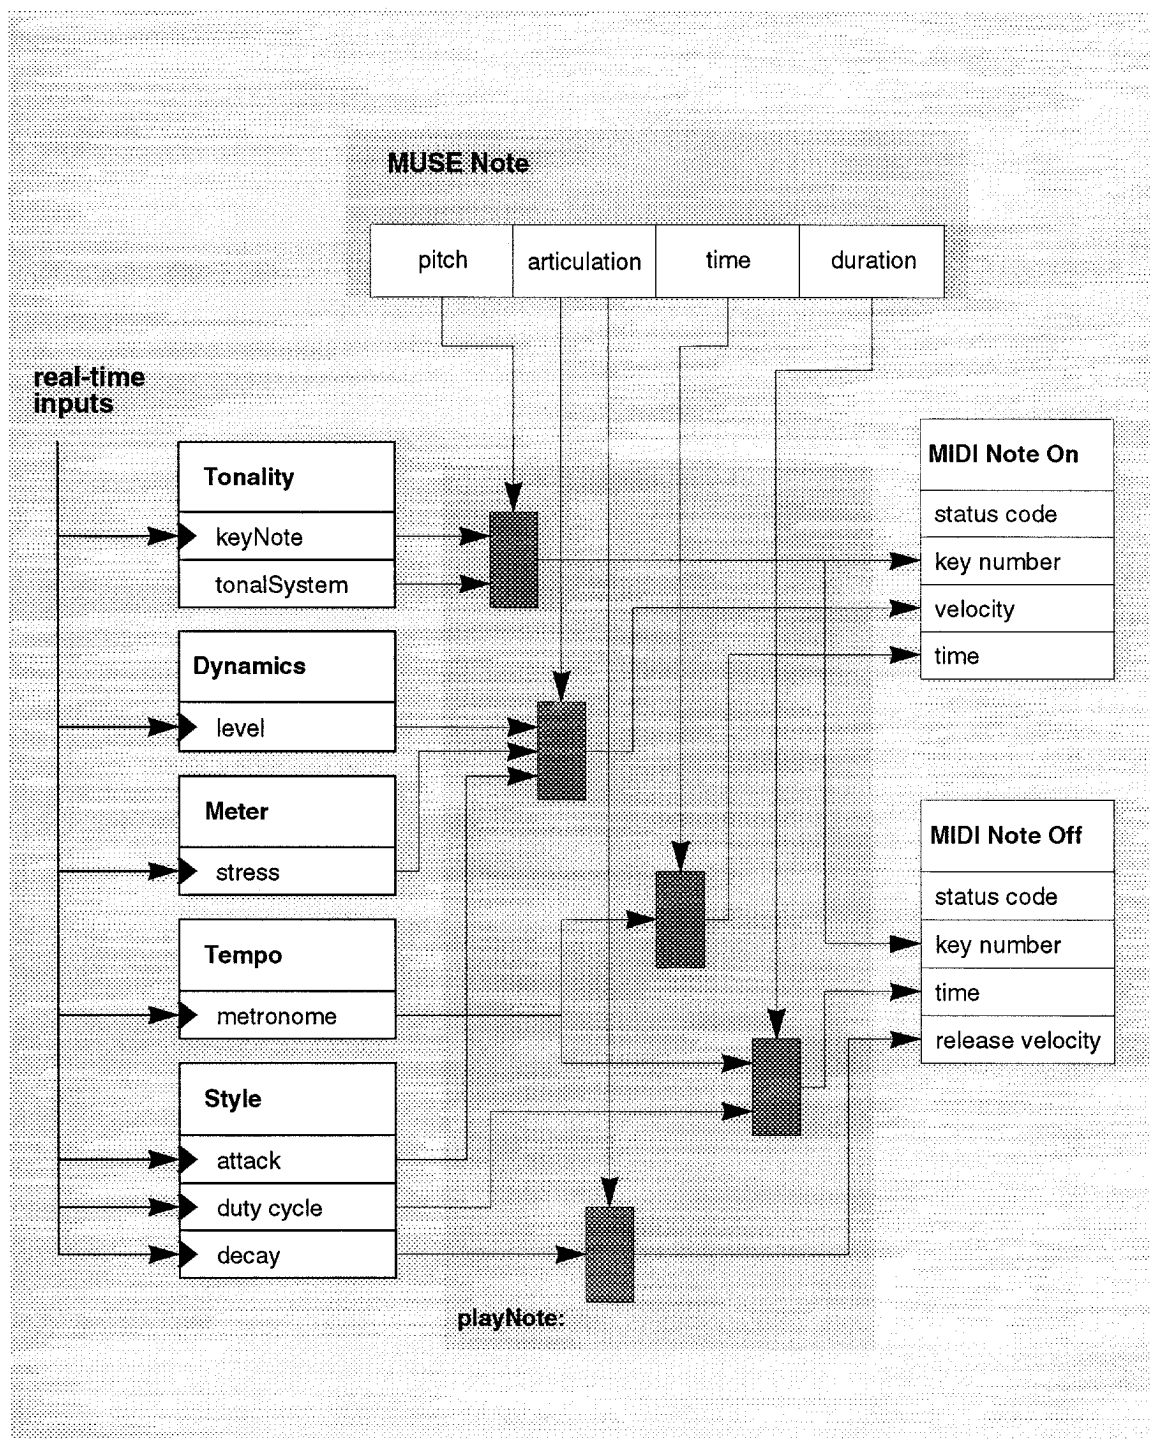 MUSE Note
pitch
articulation
time
duration
real-time
inputs
Tonality
keyNote
tonalSystem
Dynamics
level
Meter
stress
Tempo
metronome
Style
attack
duty cycle
decay
playNote:
MIDI Note On
status code
key number
velocity
time
MIDI Note Off
status code
key number
time
release velocity